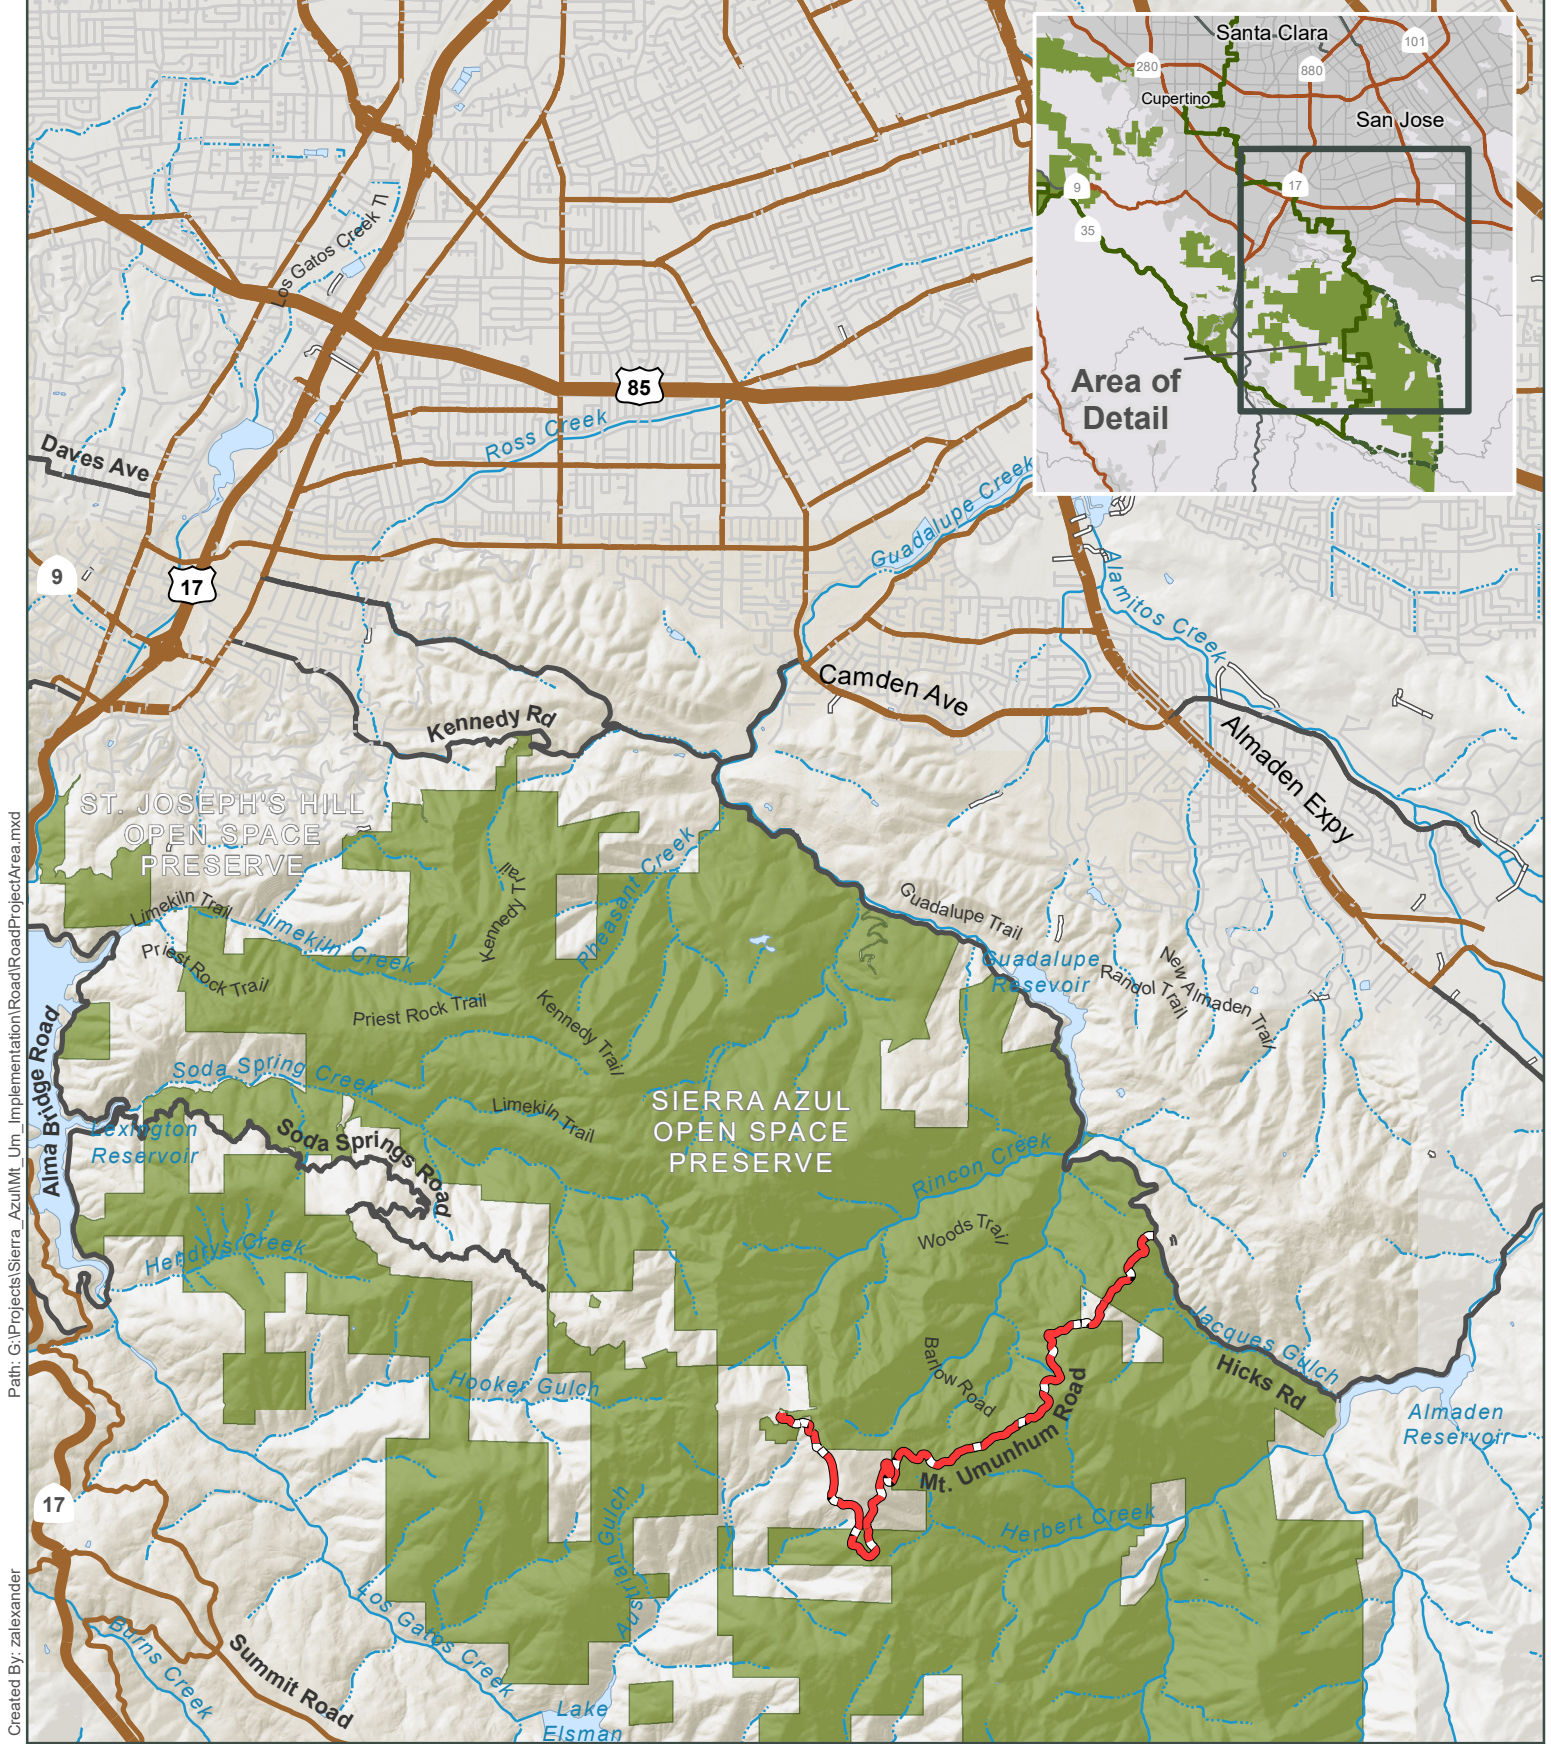 Santa Clara
101
280
880
Cupertino
San Jose
9
17
35
Area of
Detail
Los Gatos Creek Tl
85
Ross Creek
Daves Ave
Guadalupe Creek
9
17
Alamitos Creek
Camden Ave
Kennedy Rd
Almaden Expy
ST. JOSEPH'S HILL
OPEN SPACE
PRESERVE
Kennedy Trail
Pheasant Creek
Limekiln Trail
Limekiln Creek
Guadalupe Trail
Priest Rock Trail
Guadalupe
Resevoir
Randol Trail
New Almaden Trail
Priest Rock Trail
Kennedy Trail
Alma Bridge Road
Soda Spring Creek
Limekiln Trail
SIERRA AZUL
OPEN SPACE
PRESERVE
Lexington
Reservoir
Soda Springs Road
Rincon Creek
Woods Trail
Hendrys Creek
Jacques Gulch
Barlow Road
Hicks Rd
Hooker Gulch
Almaden
Reservoir
Mt. Umunhum Road
17
Herbert Creek
Austrian Gulch
Los Gatos Creek
Burns Creek
Summit Road
Lake
Elsman
Path: G:\Projects\Sierra_Azul\Mt_Um_Implementation\Road\RoadProjectArea.mxd
Created By: zalexander